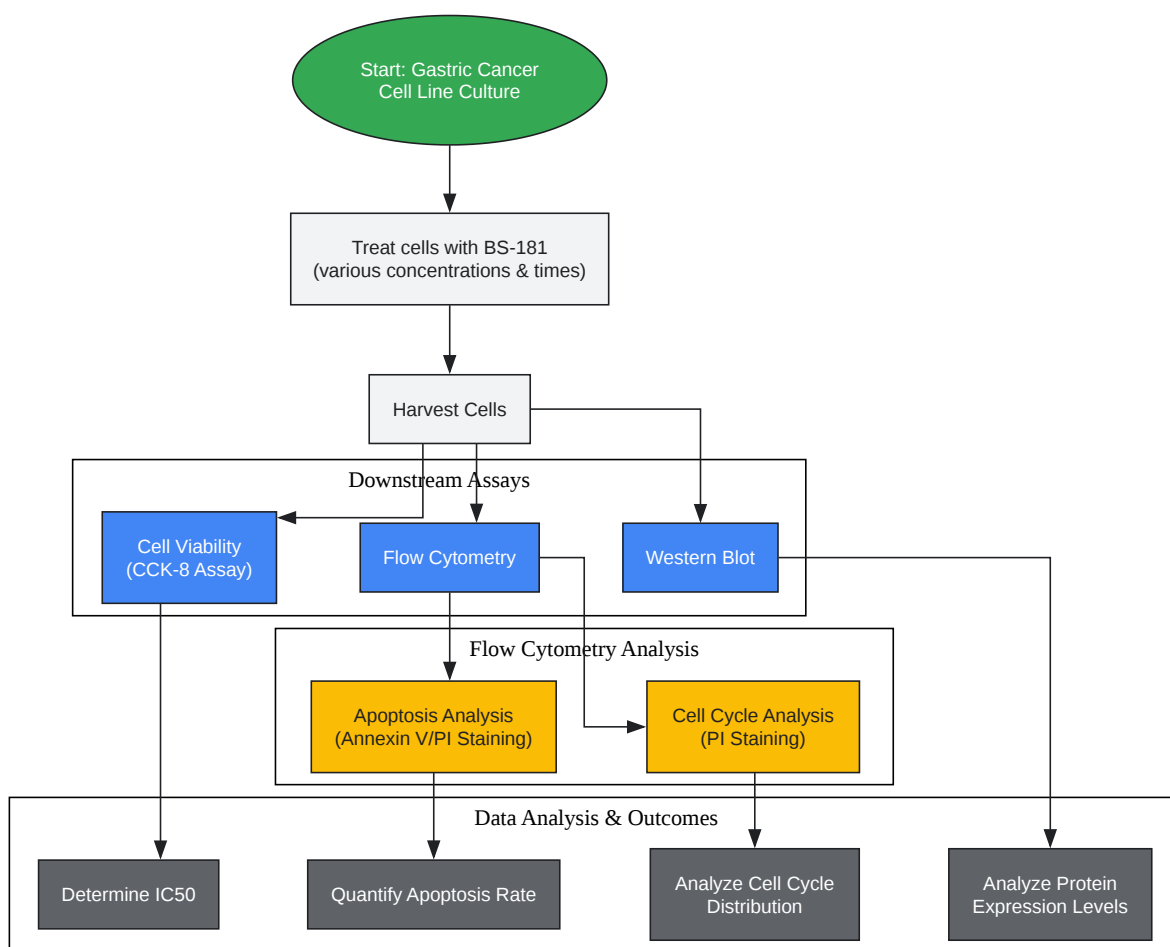 Start: Gastric Cancer
Cell Line Culture
Treat cells with BS-181
(various concentrations & times)
Harvest Cells
Downstream Assays
Cell Viability
(CCK-8 Assay)
Flow Cytometry
Western Blot
Flow Cytometry Analysis
Apoptosis Analysis
(Annexin V/PI Staining)
Cell Cycle Analysis
(PI Staining)
Data Analysis & Outcomes
Determine IC50
Quantify Apoptosis Rate
Analyze Cell Cycle
Distribution
Analyze Protein
Expression Levels